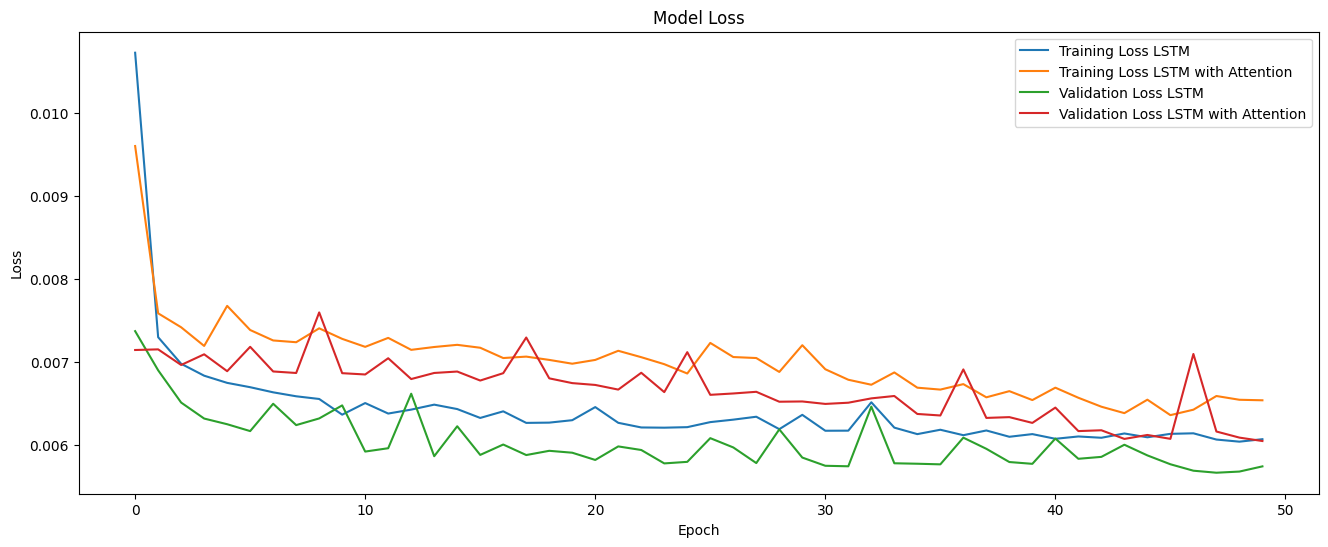 Model Loss
Training Loss LSTM
Training Loss LSTM with Attention
Validation Loss LSTM
Validation Loss LSTM with Attention
0.010
0.009
0.008
0.007
0.006
Loss
0 10 20 30 40 50
Epoch